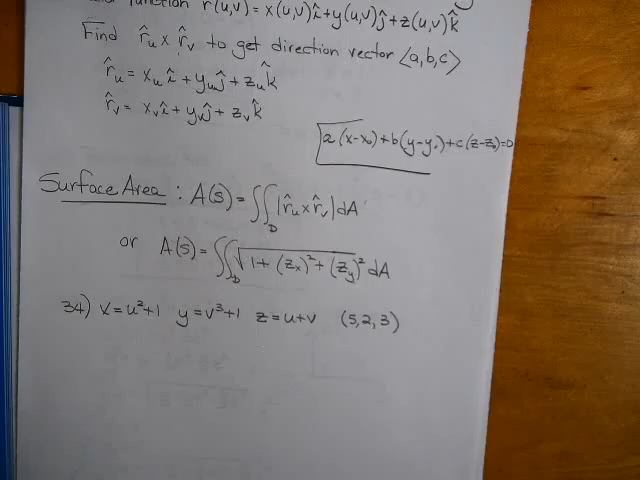 function r(u,v) = x(u,v)î+y(u,v)ĵ+z(u,v)k̂
Find r̂u x r̂v to get direction vector <a,b,c>
r̂u = xuî + yuĵ + zuk̂
r̂v = xvî + yvĵ + zvk̂
a(x-x₀)+b(y-y₀)+c(z-z₀)=0
Surface Area : A(S) = ∬D |r̂u x r̂v| dA
or A(S) = ∬D √1 + (zx)² + (zy)² dA
34) x=u²+1 y=v³+1 z=u+v (5,2,3)